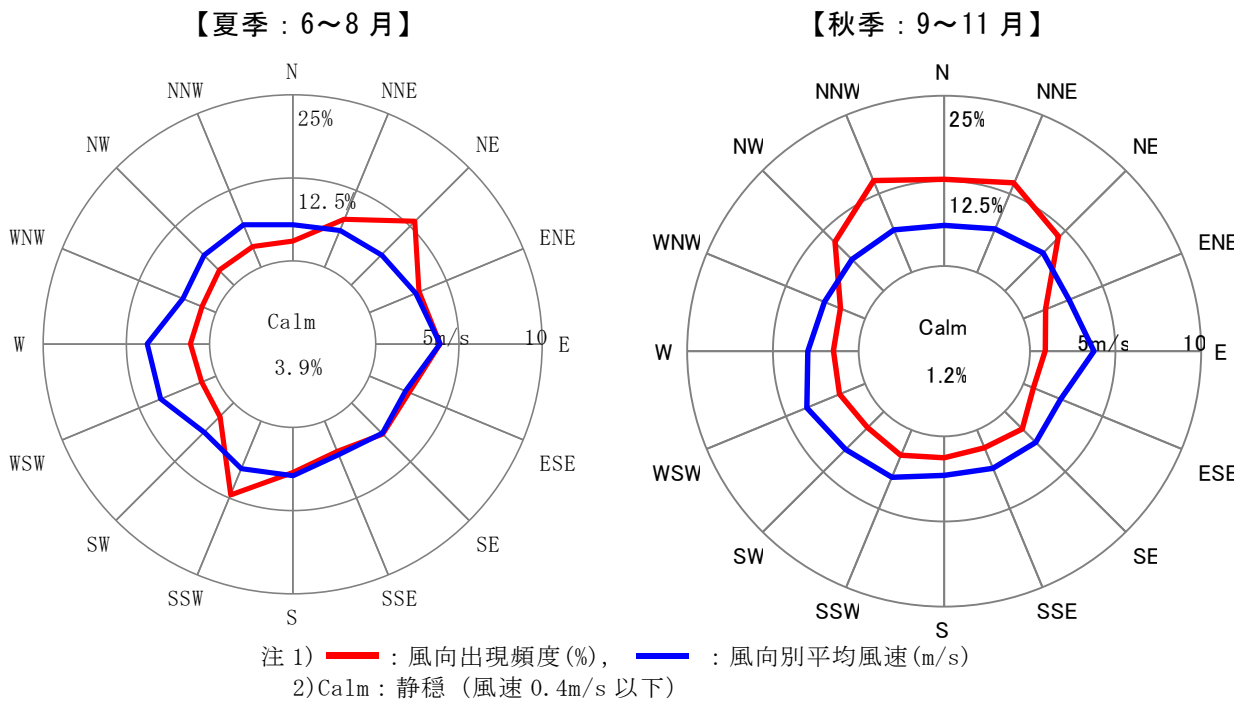 【夏季：6～8 月】
N
NNE
NE
ENE
E
ESE
SE
SSE
S
SSW
SW
WSW
W
WNW
NW
NNW
25%
12.5%
Calm
3.9%
5m/s
10
【秋季：9～11 月】
N
NNE
NE
ENE
E
ESE
SE
SSE
S
SSW
SW
WSW
W
WNW
NW
NNW
25%
12.5%
Calm
1.2%
5m/s
10
注 1) ：風向出現頻度(%), ：風向別平均風速(m/s)
2)Calm：静穏（風速 0.4m/s 以下）